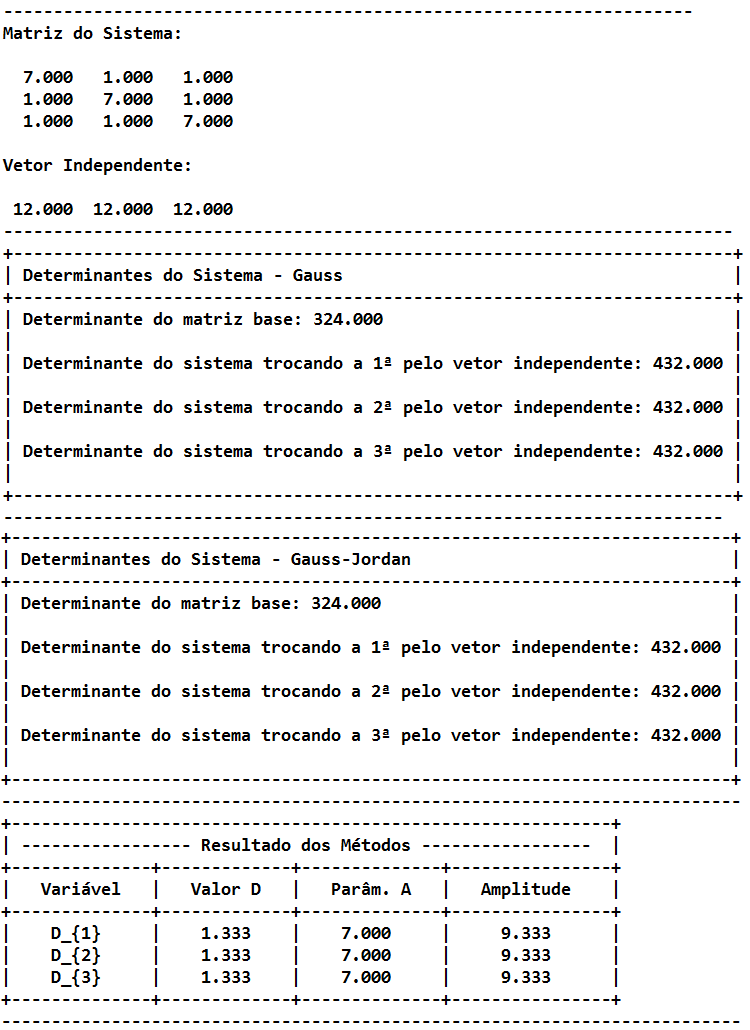 ---------------------------------------------------------------------
Matriz do Sistema:
  7.000   1.000   1.000
  1.000   7.000   1.000
  1.000   1.000   7.000
Vetor Independente:
 12.000  12.000  12.000
-------------------------------------------------------------------------
+------------------------------------------------------------------------+
| Determinantes do Sistema - Gauss                                       |
+------------------------------------------------------------------------+
| Determinante do matriz base: 324.000                                   |
|                                                                        |
| Determinante do sistema trocando a 1ª pelo vetor independente: 432.000 |
|                                                                        |
| Determinante do sistema trocando a 2ª pelo vetor independente: 432.000 |
|                                                                        |
| Determinante do sistema trocando a 3ª pelo vetor independente: 432.000 |
|                                                                        |
+------------------------------------------------------------------------+
------------------------------------------------------------------------
+------------------------------------------------------------------------+
| Determinantes do Sistema - Gauss-Jordan                                |
+------------------------------------------------------------------------+
| Determinante do matriz base: 324.000                                   |
|                                                                        |
| Determinante do sistema trocando a 1ª pelo vetor independente: 432.000 |
|                                                                        |
| Determinante do sistema trocando a 2ª pelo vetor independente: 432.000 |
|                                                                        |
| Determinante do sistema trocando a 3ª pelo vetor independente: 432.000 |
|                                                                        |
+------------------------------------------------------------------------+
--------------------------------------------------------------------------
+------------------------------------------------------------+
| ----------------- Resultado dos Métodos -----------------  |
+--------------+-------------+--------------+----------------+
|   Variável   |   Valor D   |   Parâm. A   |   Amplitude    |
+--------------+-------------+--------------+----------------+
|    D_{1}     |    1.333    |    7.000     |     9.333      |
|    D_{2}     |    1.333    |    7.000     |     9.333      |
|    D_{3}     |    1.333    |    7.000     |     9.333      |
+--------------+-------------+--------------+----------------+
--------------------------------------------------------------------------